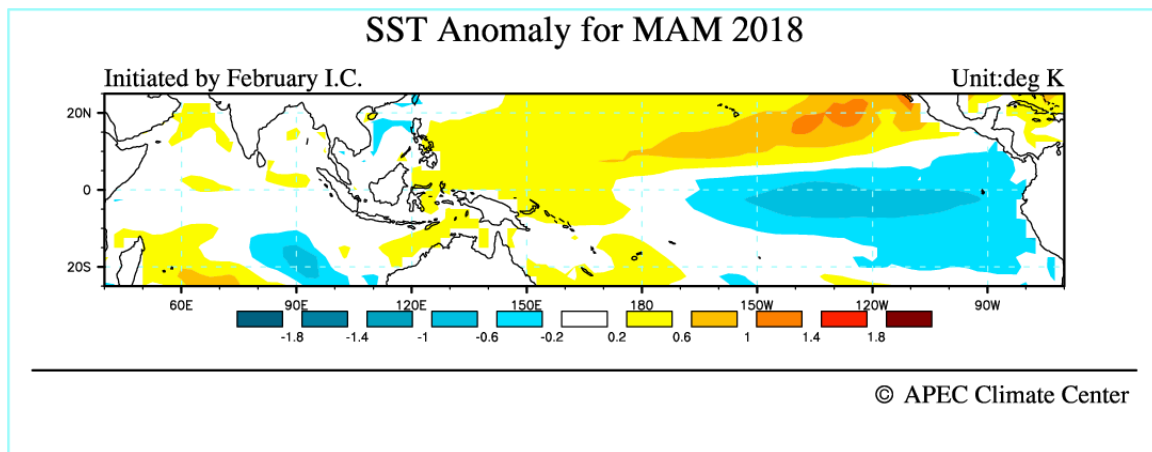 SST Anomaly for MAM 2018
Initiated by February I.C. Unit:deg K
20N
0
20S
60E 90E 120E 150E 180 150W 120W 90W
-1.8 -1.4 -1 -0.6 -0.2 0.2 0.6 1 1.4 1.8
© APEC Climate Center